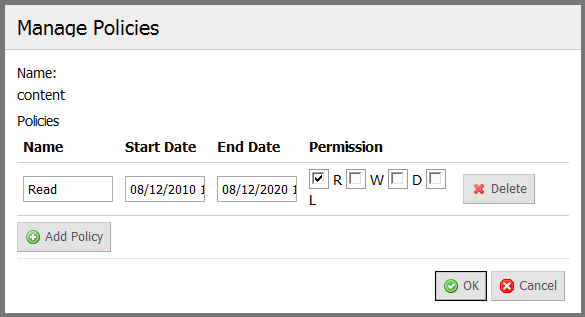 Manage Policies
Name:
content
Policies
Name Start Date End Date Permission
Read 08/12/2010 1 08/12/2020 1 R W D Delete
L
Add Policy
OK Cancel